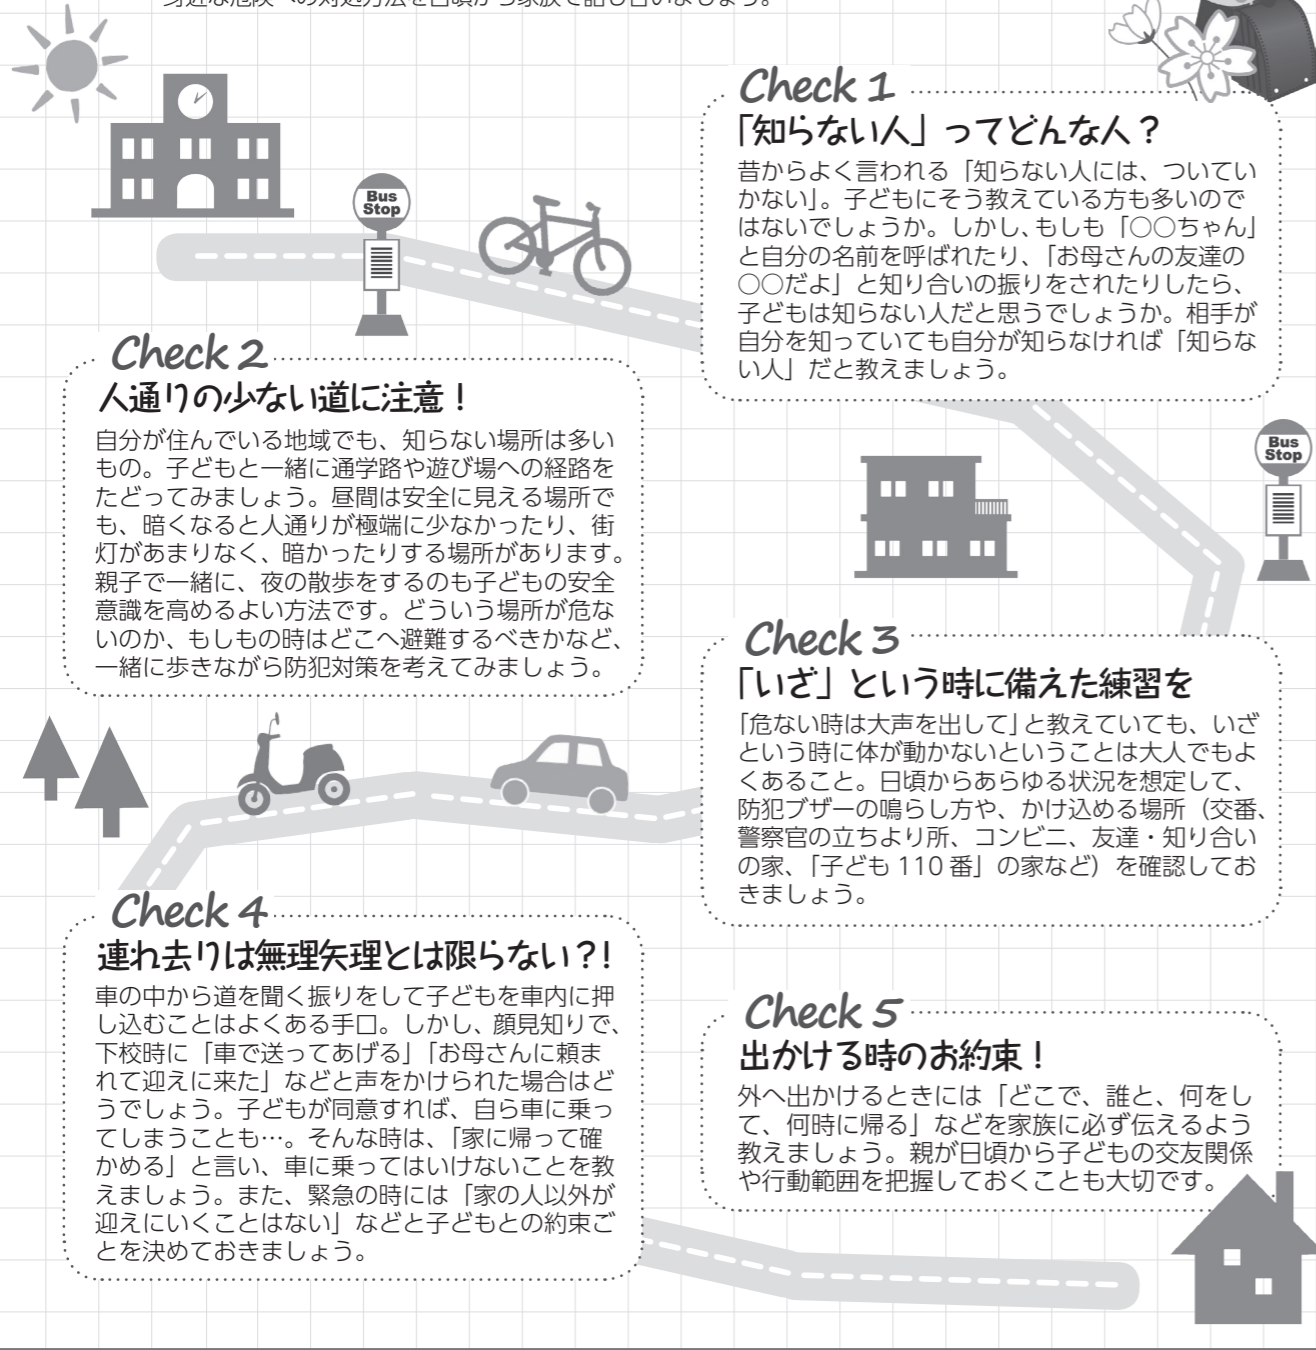 身近な危険への対処方法を日頃から家族で話し合いましょう。
Check 1
「知らない人」ってどんな人？
昔からよく言われる「知らない人には、ついてい
かない」。子どもにそう教えている方も多いので
はないでしょうか。しかし、もしも「○○ちゃん」
と自分の名前を呼ばれたり、「お母さんの友達の
○○だよ」と知り合いの振りをされたりしたら、
子どもは知らない人だと思うでしょうか。相手が
自分を知っていても自分が知らなければ「知らな
い人」だと教えましょう。
Bus
Stop
Check 2
人通りの少ない道に注意！
自分が住んでいる地域でも、知らない場所は多い
もの。子どもと一緒に通学路や遊び場への経路を
たどってみましょう。昼間は安全に見える場所で
も、暗くなると人通りが極端に少なかったり、街
灯があまりなく、暗かったりする場所があります。
親子で一緒に、夜の散歩をするのも子どもの安全
意識を高めるよい方法です。どういう場所が危な
いのか、もしもの時はどこへ避難するべきかなど、
一緒に歩きながら防犯対策を考えてみましょう。
Bus
Stop
Check 3
「いざ」という時に備えた練習を
「危ない時は大声を出して」と教えていても、いざ
という時に体が動かないということは大人でもよ
くあること。日頃からあらゆる状況を想定して、
防犯ブザーの鳴らし方や、かけ込める場所（交番、
警察官の立ちより所、コンビニ、友達・知り合い
の家、「子ども 110 番」の家など）を確認してお
きましょう。
Check 4
連れ去りは無理矢理とは限らない？！
車の中から道を聞く振りをして子どもを車内に押
し込むことはよくある手口。しかし、顔見知りで、
下校時に「車で送ってあげる」「お母さんに頼ま
れて迎えに来た」などと声をかけられた場合はど
うでしょう。子どもが同意すれば、自ら車に乗っ
てしまうことも…。そんな時は、「家に帰って確
かめる」と言い、車に乗ってはいけないことを教
えましょう。また、緊急の時には「家の人以外が
迎えにいくことはない」などと子どもとの約束ご
とを決めておきましょう。
Check 5
出かける時のお約束！
外へ出かけるときには「どこで、誰と、何をし
て、何時に帰る」などを家族に必ず伝えるよう
教えましょう。親が日頃から子どもの交友関係
や行動範囲を把握しておくことも大切です。